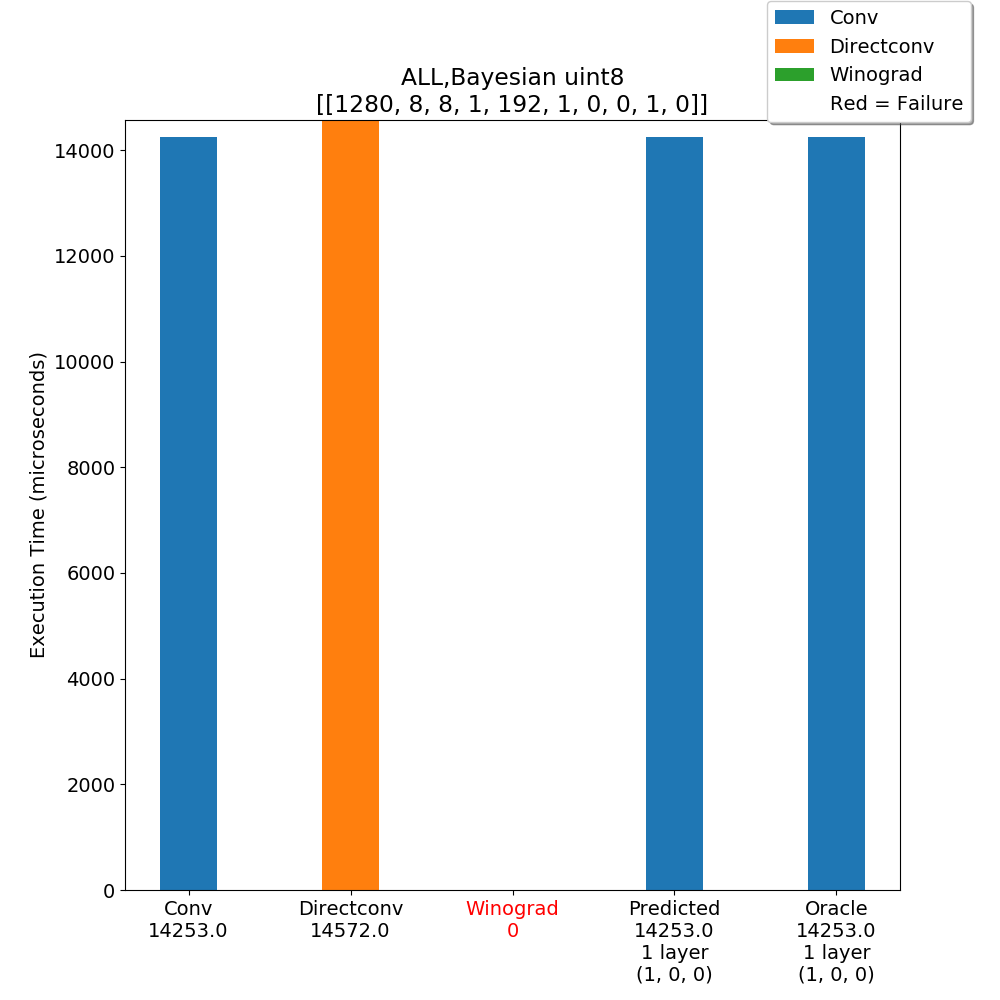 Conv
Directconv
Winograd
Red = Failure
ALL,Bayesian uint8
[[1280, 8, 8, 1, 192, 1, 0, 0, 1, 0]]
Execution Time (microseconds)
14000
12000
10000
8000
6000
4000
2000
0
Conv
14253.0
Directconv
14572.0
Winograd
0
Predicted
14253.0
1 layer
(1, 0, 0)
Oracle
14253.0
1 layer
(1, 0, 0)